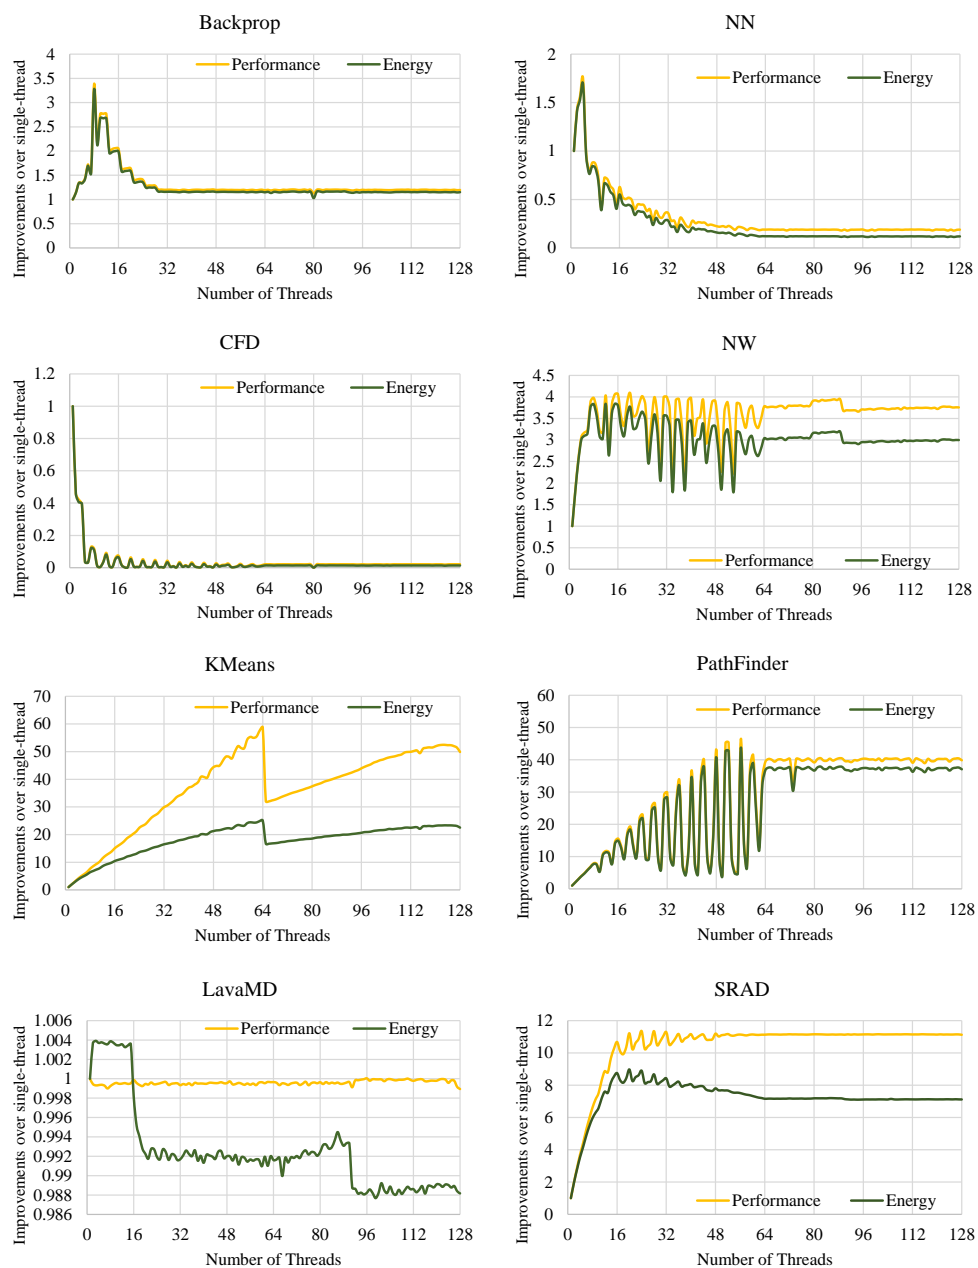 Backprop
Performance Energy
Improvements over single-thread
4
3.5
3
2.5
2
1.5
1
0.5
0
0 16 32 48 64 80 96 112 128
Number of Threads
NN
Performance Energy
Improvements over single-thread
2
1.5
1
0.5
0
0 16 32 48 64 80 96 112 128
Number of Threads
CFD
Performance Energy
Improvements over single-thread
1.2
1
0.8
0.6
0.4
0.2
0
0 16 32 48 64 80 96 112 128
Number of Threads
NW
Improvements over single-thread
4.5
4
3.5
3
2.5
2
1.5
1
0.5
0
Performance Energy
0 16 32 48 64 80 96 112 128
Number of Threads
KMeans
Performance Energy
Improvements over single-thread
70
60
50
40
30
20
10
0
0 16 32 48 64 80 96 112 128
Number of Threads
PathFinder
Performance Energy
Improvements over single-thread
60
50
40
30
20
10
0
0 16 32 48 64 80 96 112 128
Number of Threads
LavaMD
Performance Energy
Improvements over single-thread
1.006
1.004
1.002
1
0.998
0.996
0.994
0.992
0.99
0.988
0.986
0 16 32 48 64 80 96 112 128
Number of Threads
SRAD
Improvements over single-thread
12
10
8
6
4
2
0
Performance Energy
0 16 32 48 64 80 96 112 128
Number of Threads